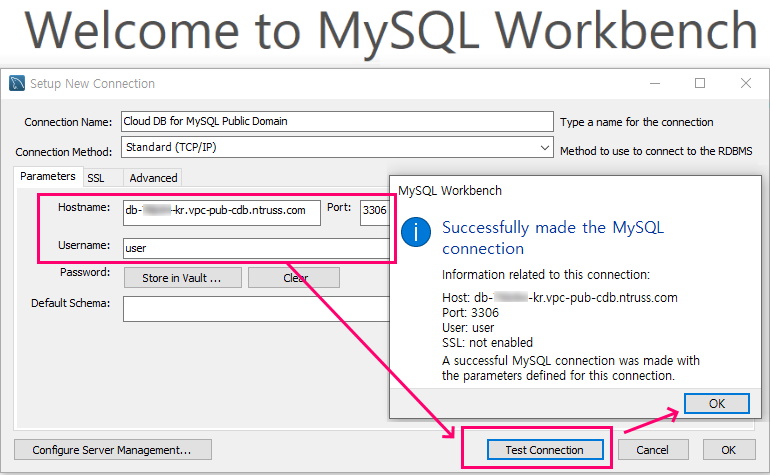 Welcome to MySQL Workbench
Setup New Connection
Connection Name: Cloud DB for MySQL Public Domain Type a name for the connection
Connection Method: Standard (TCP/IP) Method to use to connect to the RDBMS
Parameters SSL Advanced
Hostname: db- -kr.vpc-pub-cdb.ntruss.com Port: 3306
Username: user
Password: Store in Vault ... Clear
Default Schema:
MySQL Workbench
Successfully made the MySQL
connection
Information related to this connection:
Host: db- -kr.vpc-pub-cdb.ntruss.com
Port: 3306
User: user
SSL: not enabled
A successful MySQL connection was made with
the parameters defined for this connection.
OK
Configure Server Management... Test Connection Cancel OK